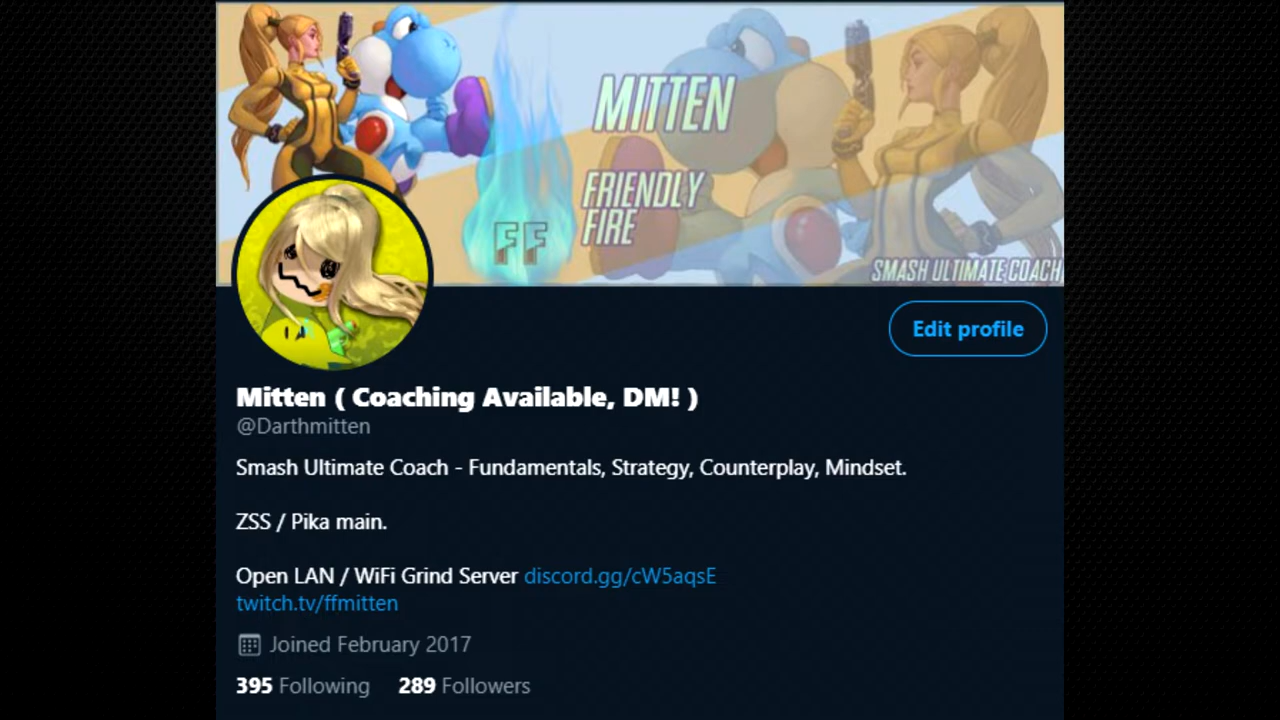 MITTEN
FRIENDLY
FIRE
FF
SMASH ULTIMATE COACH
Edit profile
Mitten ( Coaching Available, DM! )
@Darthmitten
Smash Ultimate Coach - Fundamentals, Strategy, Counterplay, Mindset.
ZSS / Pika main.
Open LAN / WiFi Grind Server discord.gg/cW5aqsE
twitch.tv/ffmitten
Joined February 2017
395 Following 289 Followers